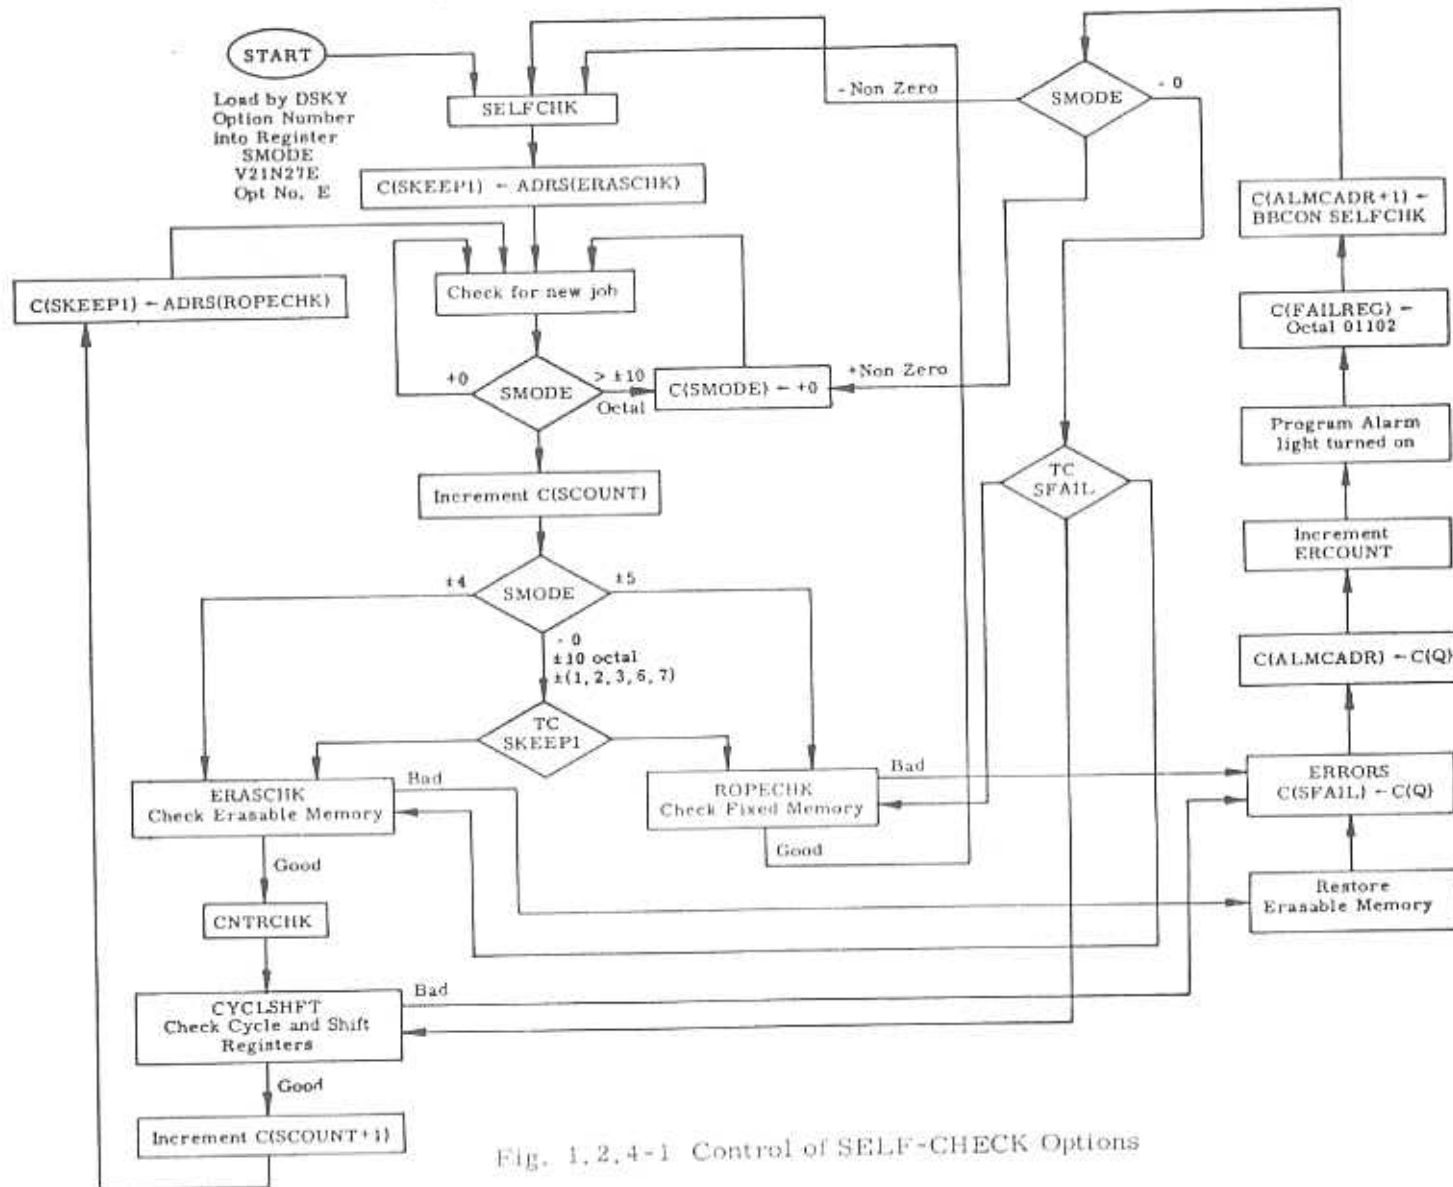 START
Load by DSKY
Option Number
into Register
SMODE
V21N27E
Opt No. E
SELFCHK
C(SKEEP1) ← ADRS(ERASCHK)
C(SKEEP1) ← ADRS(ROPECHK)
Check for new job
+0
SMODE
> ±10
Octal
C(SMODE) ← +0
Increment C(SCOUNT)
±4
SMODE
±5
- 0
±10 octal
±(1, 2, 3, 6, 7)
TC
SKEEP1
ERASCHK
Check Erasable Memory
Bad
Good
CNTRCHK
CYCLSHFT
Check Cycle and Shift
Registers
Bad
Good
Increment C(SCOUNT+1)
ROPECHK
Check Fixed Memory
Bad
Good
- Non Zero
SMODE
- 0
+Non Zero
TC
SFAIL
C(ALMCADR+1) ←
BBCON SELFCHK
C(FAILREG) ←
Octal 01102
Program Alarm
light turned on
Increment
ERCOUNT
C(ALMCADR) ← C(Q)
ERRORS
C(SFAIL) ← C(Q)
Restore
Erasable Memory
Fig. 1.2.4-1 Control of SELF-CHECK Options